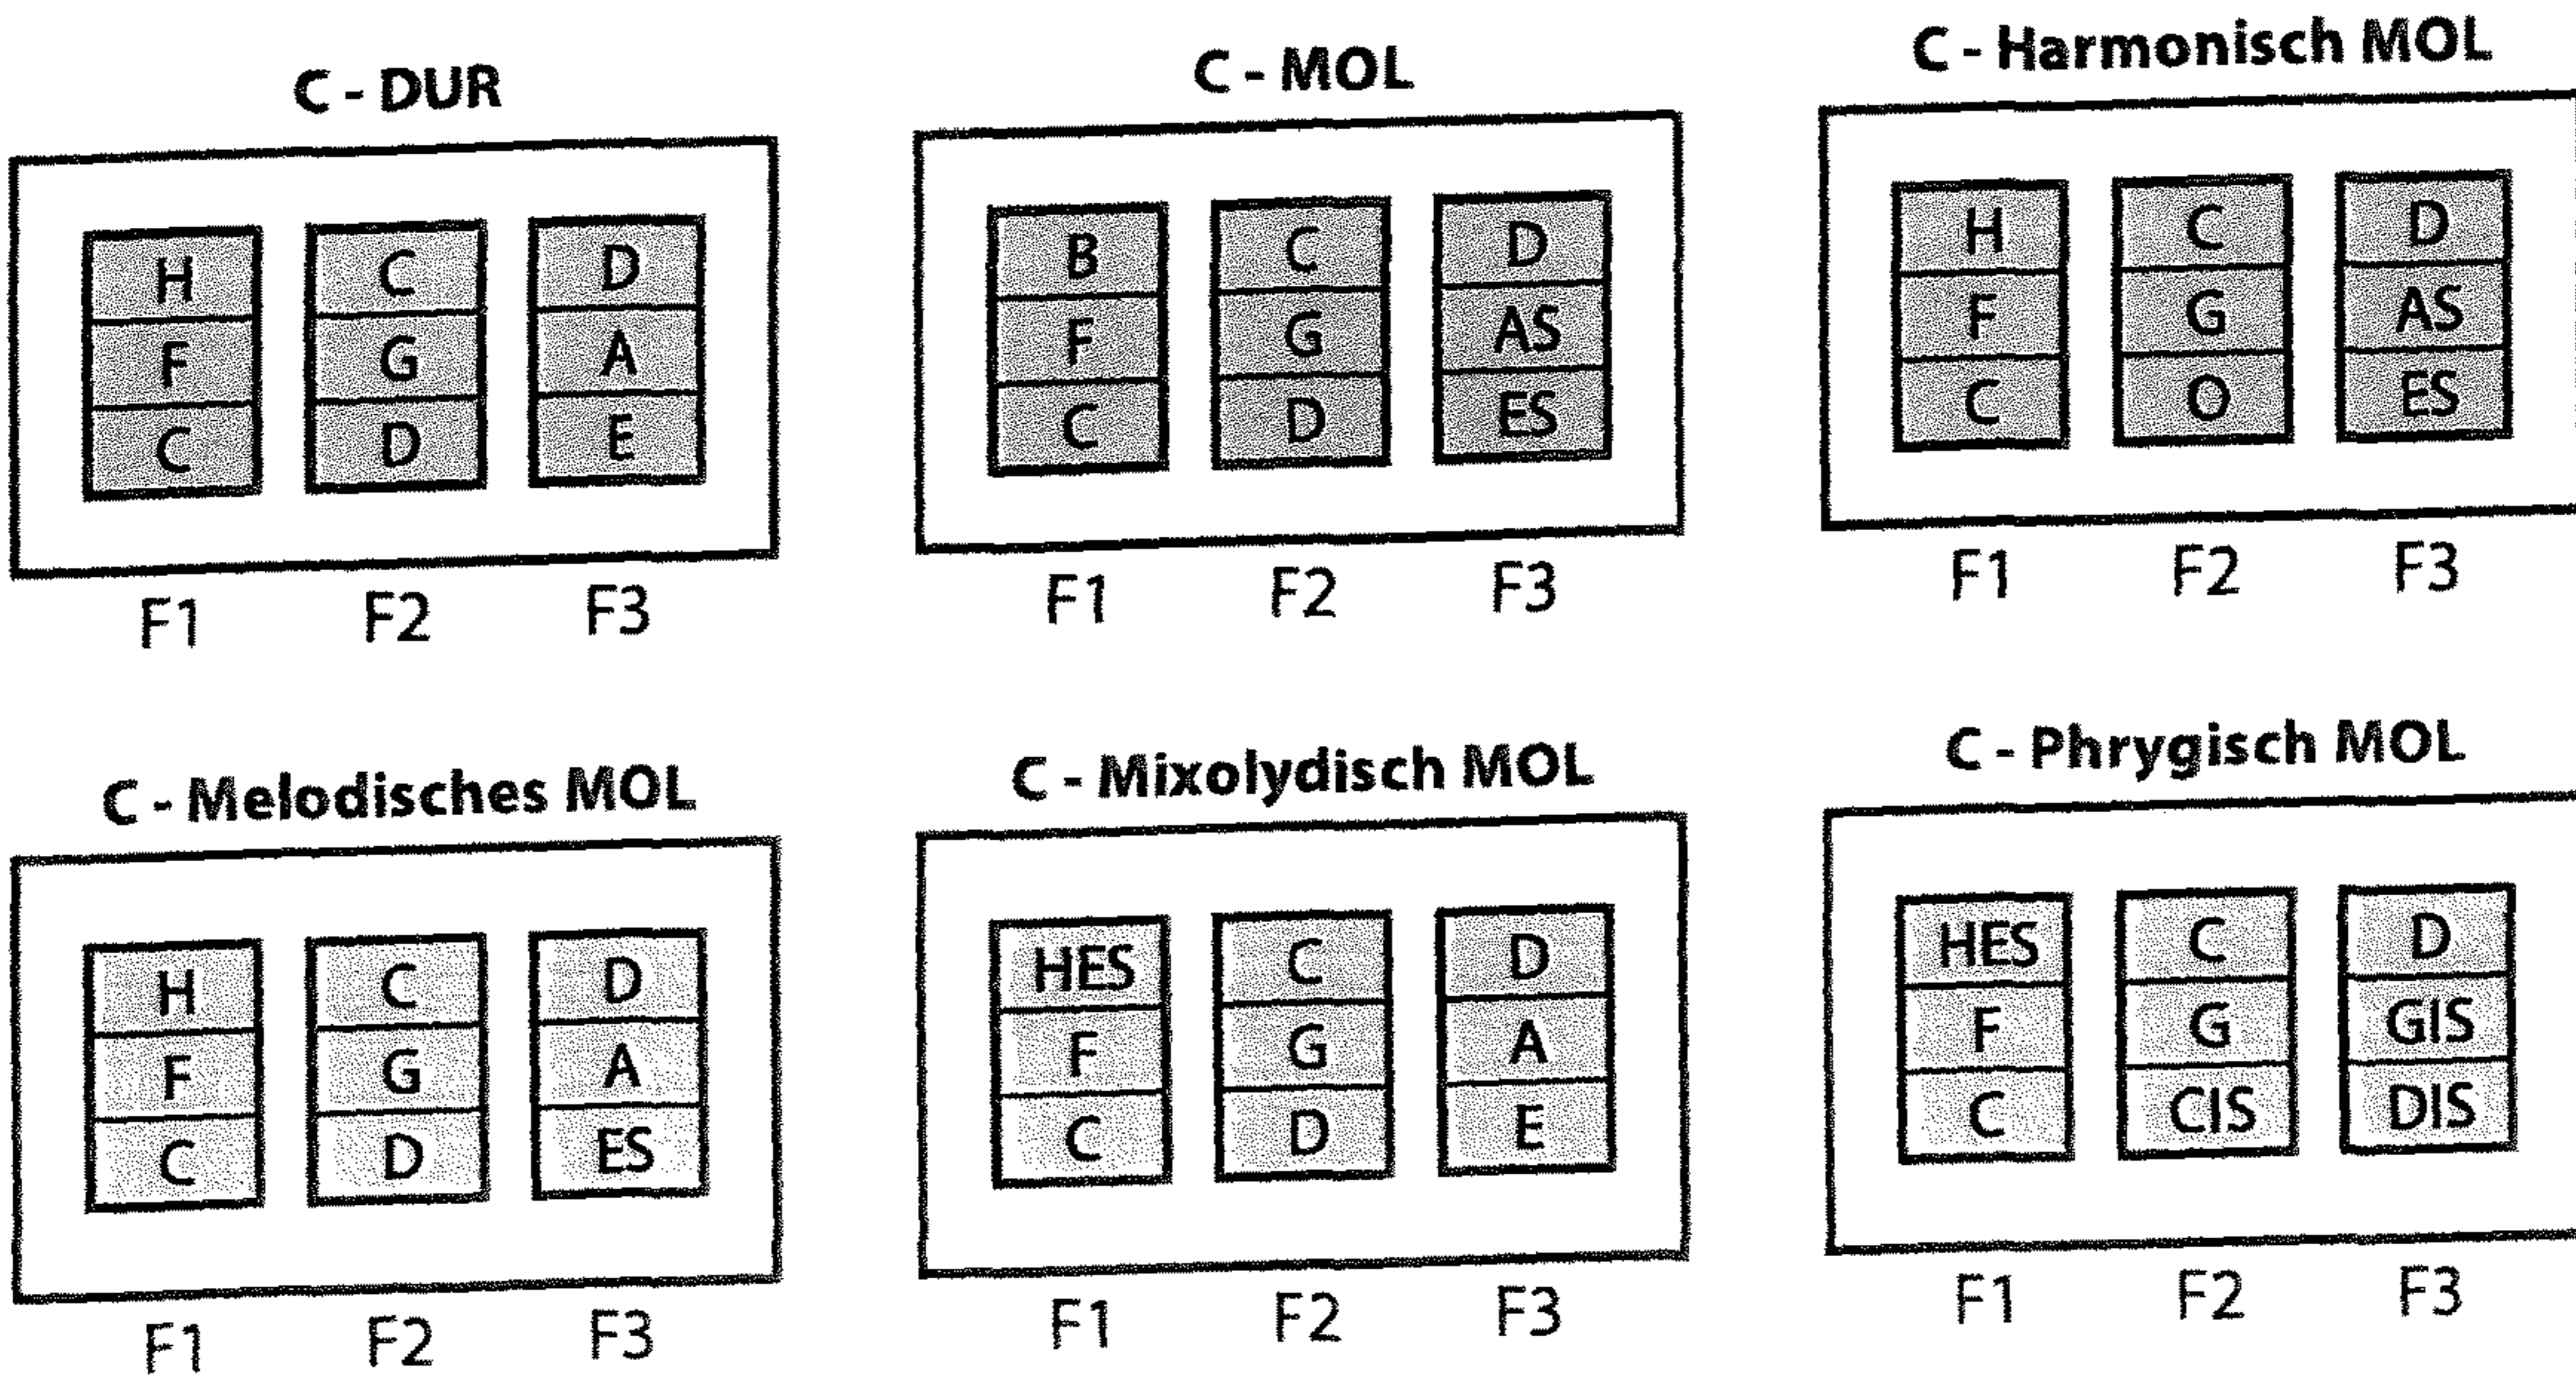 C - DUR
H C D
F G A
C D E
F1 F2 F3
C - MOL
B C D
F G AS
C D ES
F1 F2 F3
C - Harmonisch MOL
H C D
F G AS
C O ES
F1 F2 F3
C - Melodisches MOL
H C D
F G A
C D ES
F1 F2 F3
C - Mixolydisch MOL
HES C D
F G A
C D E
F1 F2 F3
C - Phrygisch MOL
HES C D
F G GIS
C CIS DIS
F1 F2 F3